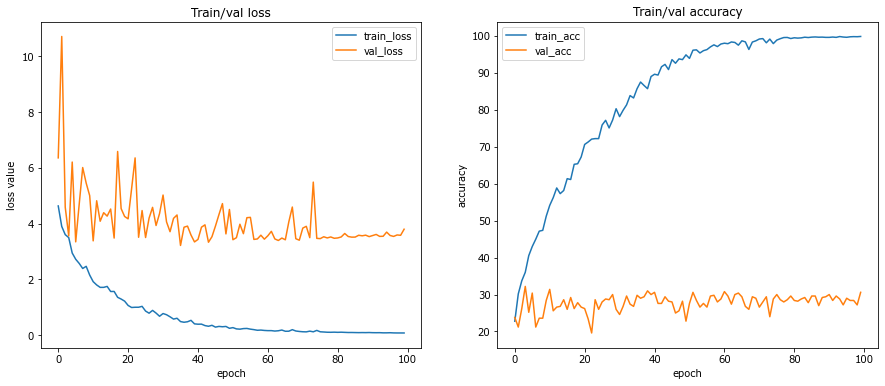 Train/val loss
train_loss
val_loss
loss value
10
8
6
4
2
0
0
20
40
60
80
100
epoch
Train/val accuracy
train_acc
val_acc
accuracy
100
90
80
70
60
50
40
30
20
0
20
40
60
80
100
epoch